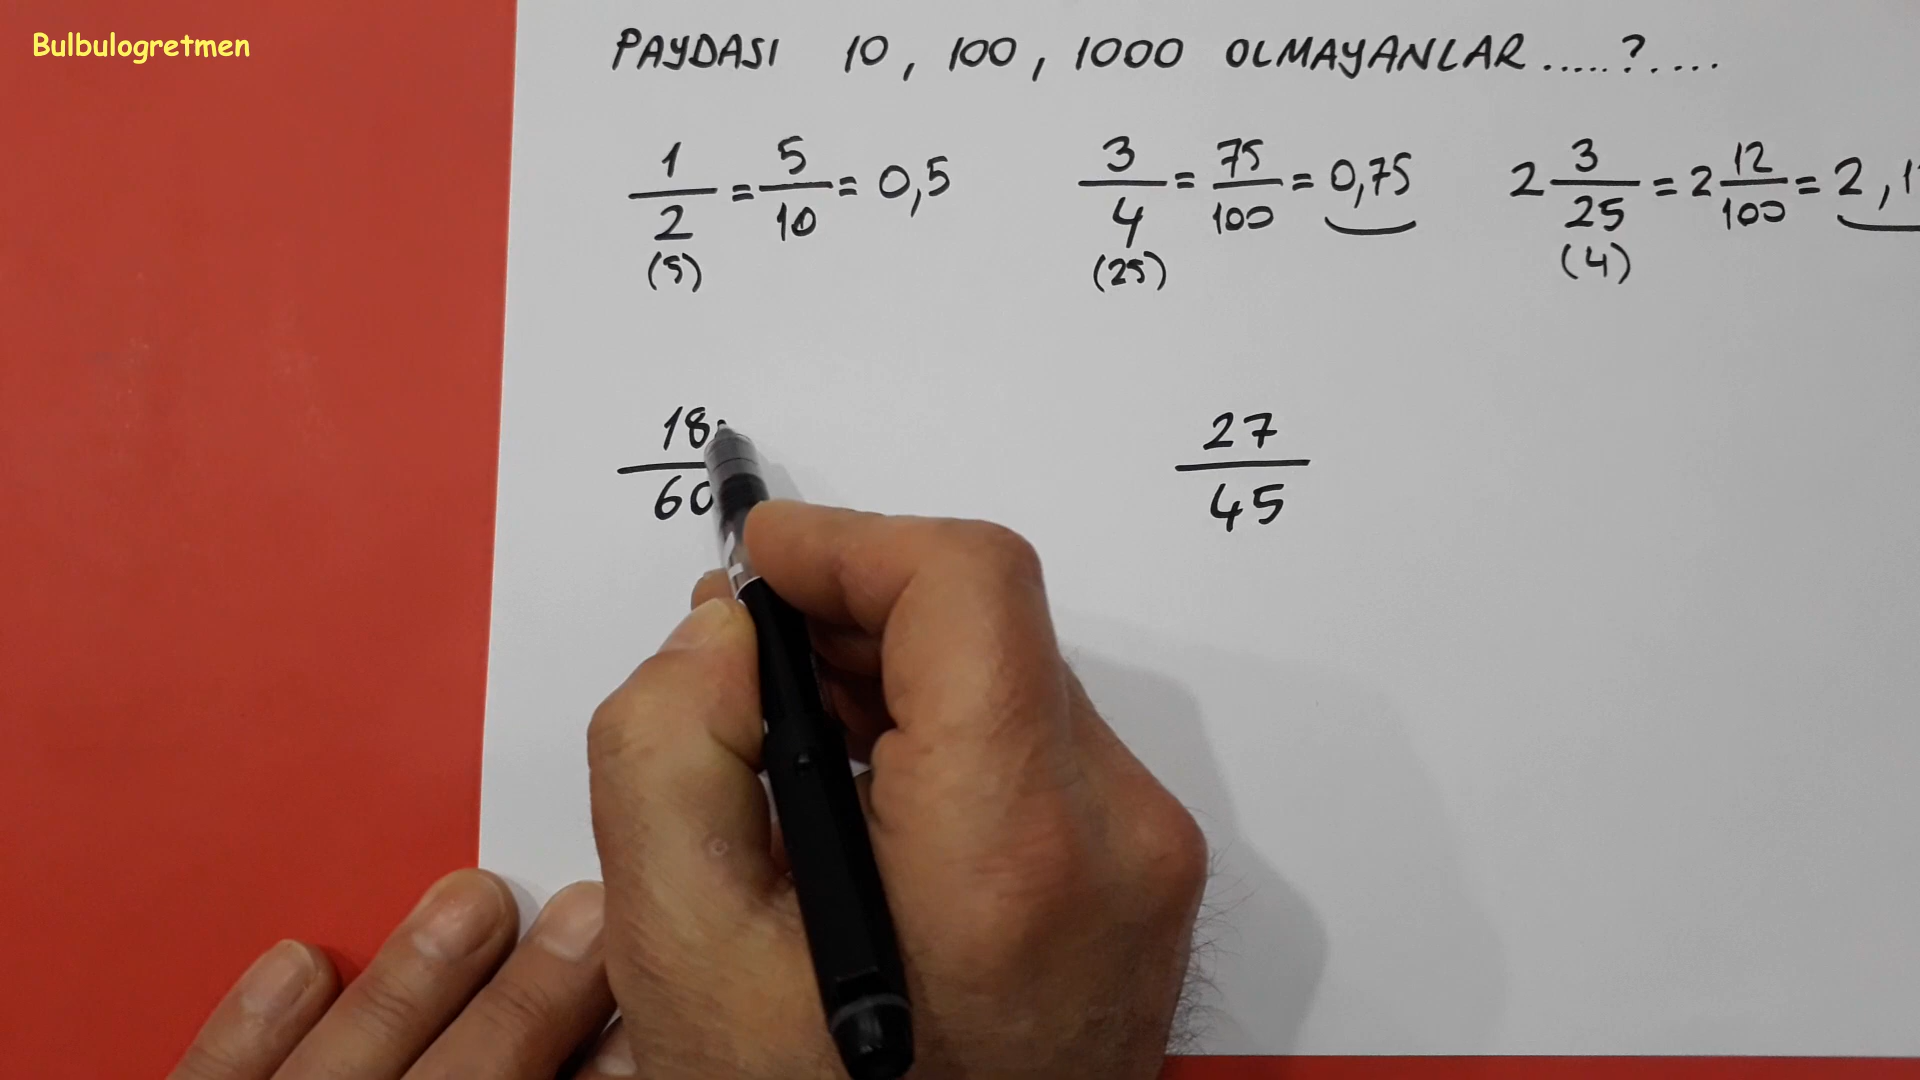 Bulbulogretmen
PAYDASI 10, 100, 1000 OLMAYANLAR.....?....
1/2 = 5/10 = 0,5
(5)
3/4 = 75/100 = 0,75
(25)
2 3/25 = 2 12/100 = 2,1
(4)
18/60
27/45